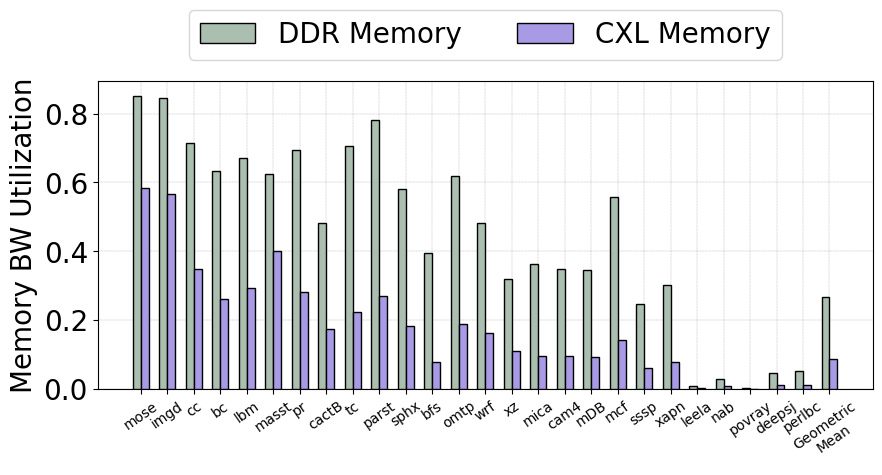 DDR Memory
CXL Memory
Memory BW Utilization
0.8
0.6
0.4
0.2
0.0
mose
imgd
cc
bc
lbm
masst
pr
cactB
tc
parst
sphx
bfs
omtp
wrf
xz
mica
cam4
mDB
mcf
sssp
xapn
leela
nab
povray
deepsj
perlbc
Geometric
Mean